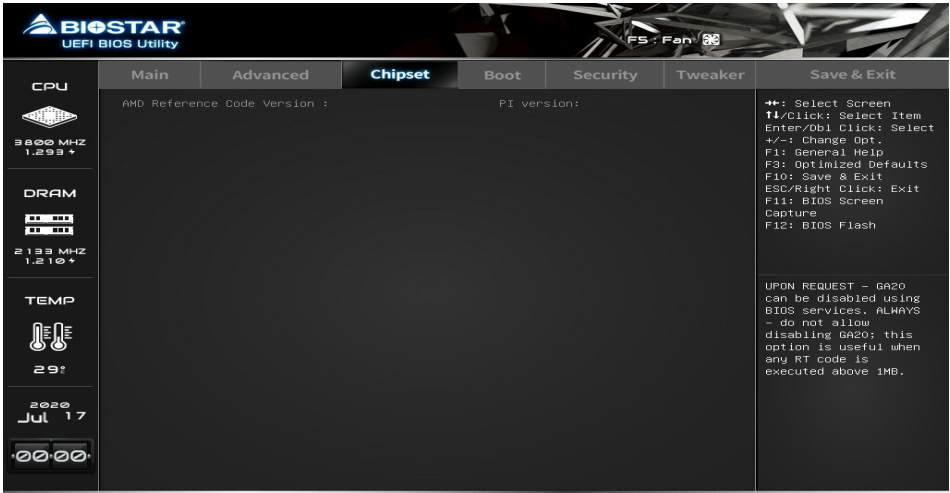 BIOSTAR®
UEFI BIOS Utility
F5 : Fan
Main Advanced Chipset Boot Security Tweaker Save & Exit
CPU
3800 MHZ
1.293
DRAM
2133 MHZ
1.210
TEMP
29°C
2020
Jul 17
00:00
AMD Reference Code Version : PI version:
→←: Select Screen
↑↓/Click: Select Item
Enter/Dbl Click: Select
+/-: Change Opt.
F1: General Help
F3: Optimized Defaults
F10: Save & Exit
ESC/Right Click: Exit
F11: BIOS Screen
Capture
F12: BIOS Flash
UPON REQUEST - GA20
can be disabled using
BIOS services. ALWAYS
- do not allow
disabling GA20; this
option is useful when
any RT code is
executed above 1MB.